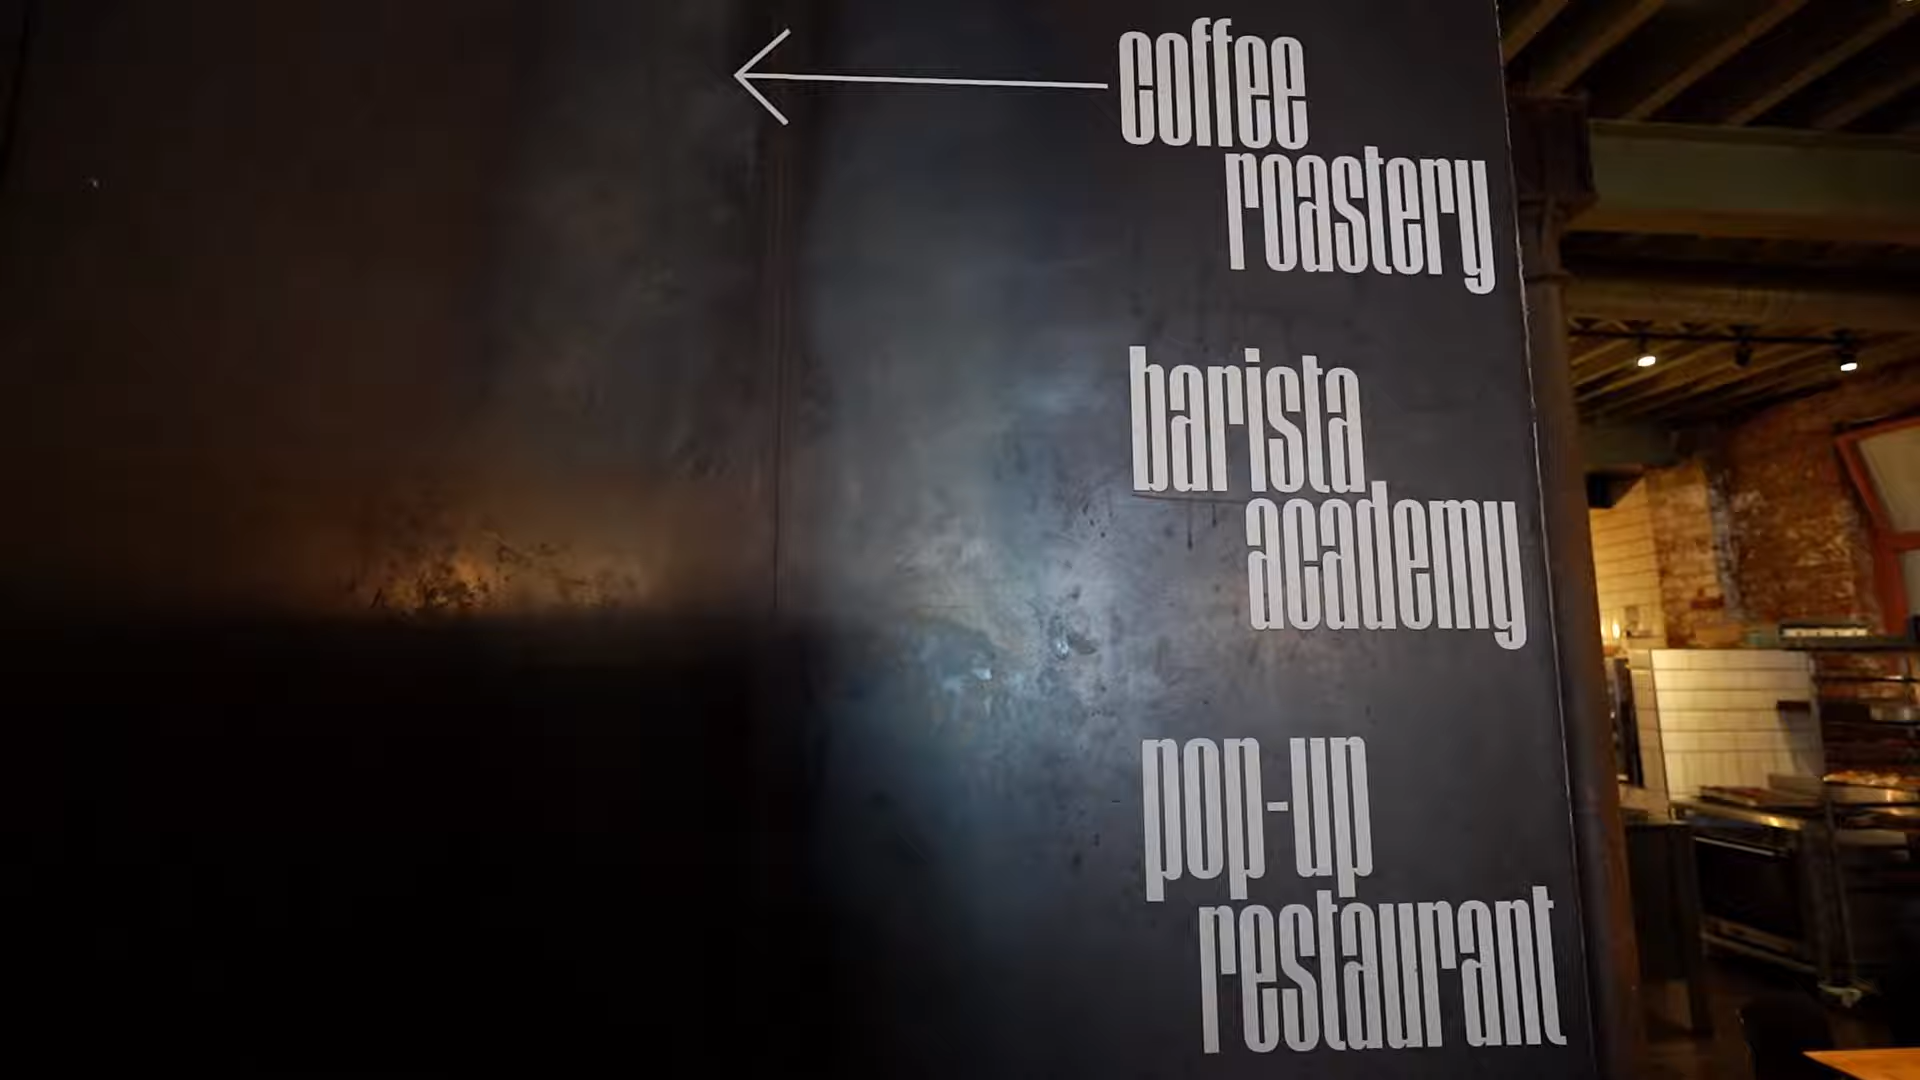 coffee
roastery
barista
academy
pop-up
restaurant